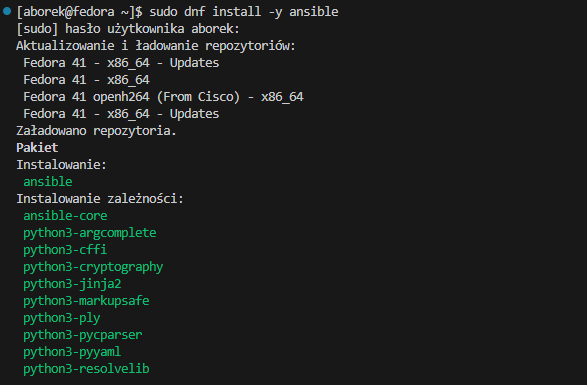 [aborek@fedora ~]$ sudo dnf install -y ansible
[sudo] hasło użytkownika aborek:
Aktualizowanie i ładowanie repozytoriów:
Fedora 41 - x86_64 - Updates
Fedora 41 - x86_64
Fedora 41 openh264 (From Cisco) - x86_64
Fedora 41 - x86_64 - Updates
Załadowano repozytoria.
Pakiet
Instalowanie:
ansible
Instalowanie zależności:
ansible-core
python3-argcomplete
python3-cffi
python3-cryptography
python3-jinja2
python3-markupsafe
python3-ply
python3-pycparser
python3-pyyaml
python3-resolvelib